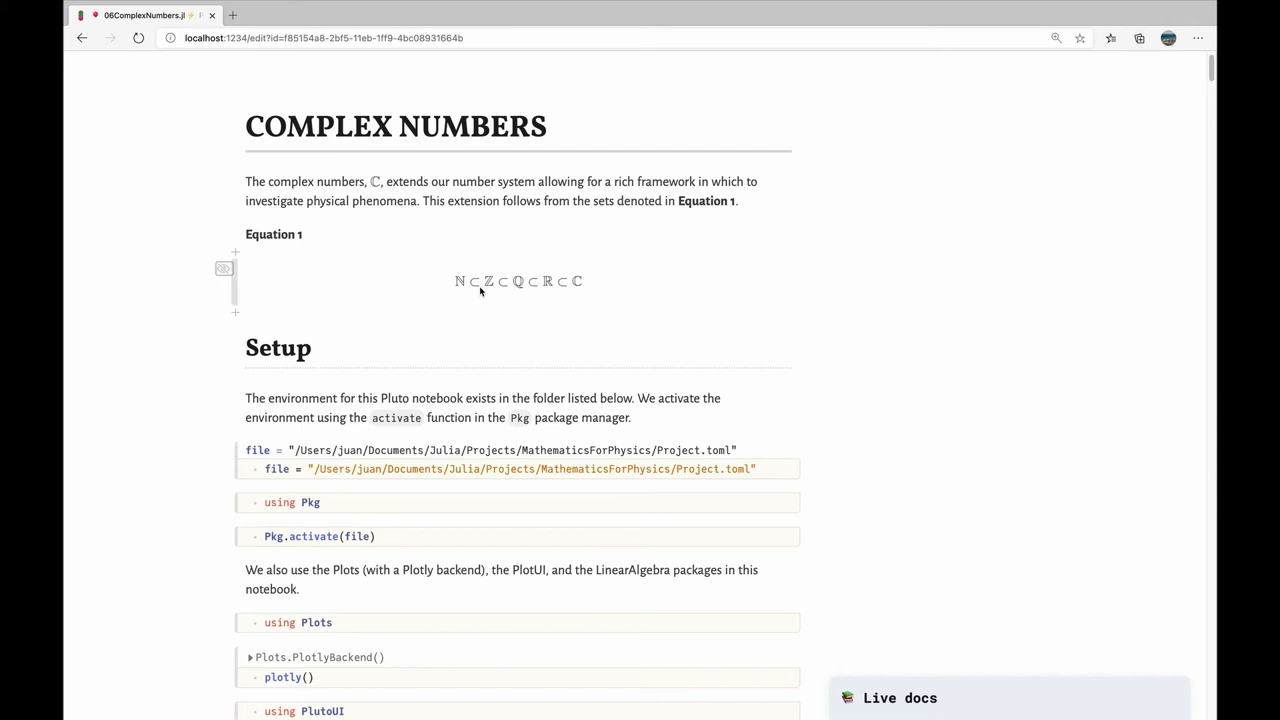 06ComplexNumbers.jl
localhost:1234/edit?id=f85154a8-2bf5-11eb-1ff9-4bc08931664b
COMPLEX NUMBERS
The complex numbers, ℂ, extends our number system allowing for a rich framework in which to
investigate physical phenomena. This extension follows from the sets denoted in Equation 1.
Equation 1
ℕ ⊂ ℤ ⊂ ℚ ⊂ ℝ ⊂ ℂ
Setup
The environment for this Pluto notebook exists in the folder listed below. We activate the
environment using the activate function in the Pkg package manager.
file = "/Users/juan/Documents/Julia/Projects/MathematicsForPhysics/Project.toml"
file = "/Users/juan/Documents/Julia/Projects/MathematicsForPhysics/Project.toml"
using Pkg
Pkg.activate(file)
We also use the Plots (with a Plotly backend), the PlotUI, and the LinearAlgebra packages in this
notebook.
using Plots
Plots.PlotlyBackend()
plotly()
using PlutoUI
Live docs